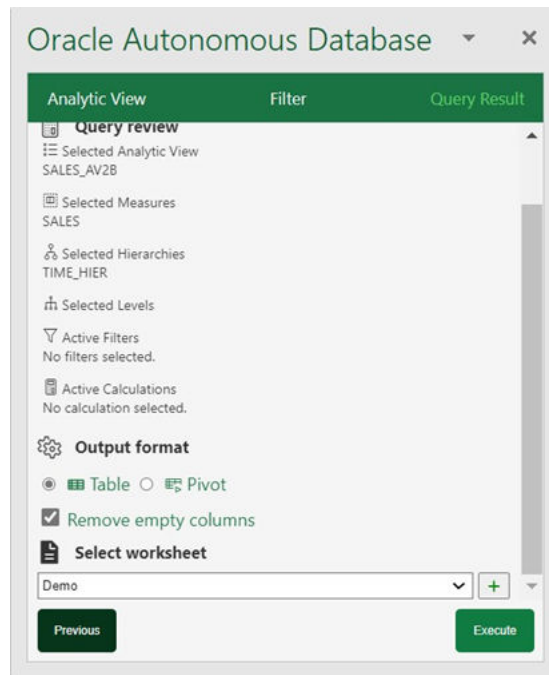 Oracle Autonomous Database
Analytic View Filter Query Result
Query review
Selected Analytic View
SALES_AV2B
Selected Measures
SALES
Selected Hierarchies
TIME_HIER
Selected Levels
Active Filters
No filters selected.
Active Calculations
No calculation selected.
Output format
Table Pivot
Remove empty columns
Select worksheet
Demo
Previous Execute